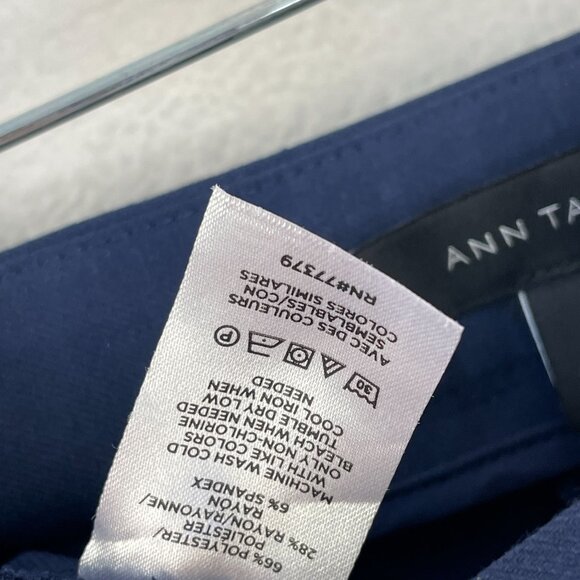 ANN TA
66% POLYESTER/
POLIÉSTER
28% RAYON/RAYONNE/
RAYÓN
6% SPANDEX
MACHINE WASH COLD
WITH LIKE COLORS
ONLY NON-CHLORINE
BLEACH WHEN NEEDED
TUMBLE DRY LOW
COOL IRON WHEN
NEEDED
30 P
AVEC DES COULEURS
SEMBLABLES/CON
COLORES SIMILARES
RN#77379